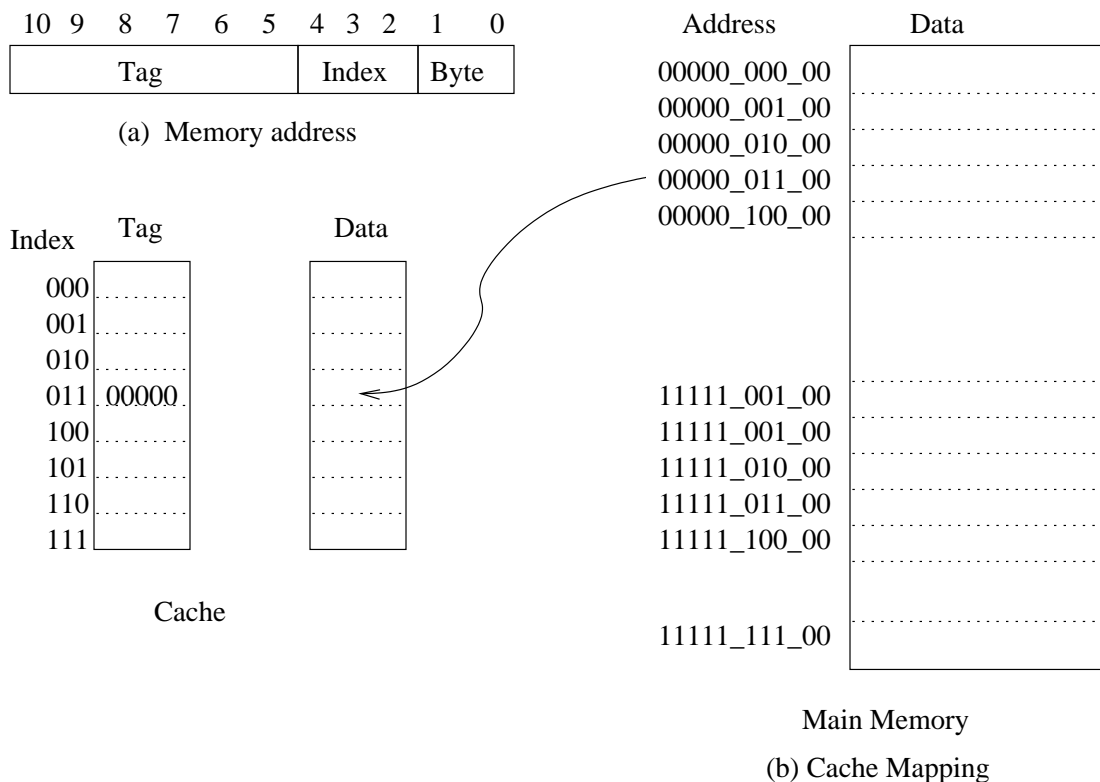 10 9 8 7 6 5 4 3 2 1 0
Tag Index Byte
(a) Memory address
Index Tag Data
000
001
010
011 00000
100
101
110
111
Cache
Address Data
00000_000_00
00000_001_00
00000_010_00
00000_011_00
00000_100_00
11111_001_00
11111_001_00
11111_010_00
11111_011_00
11111_100_00
11111_111_00
Main Memory
(b) Cache Mapping